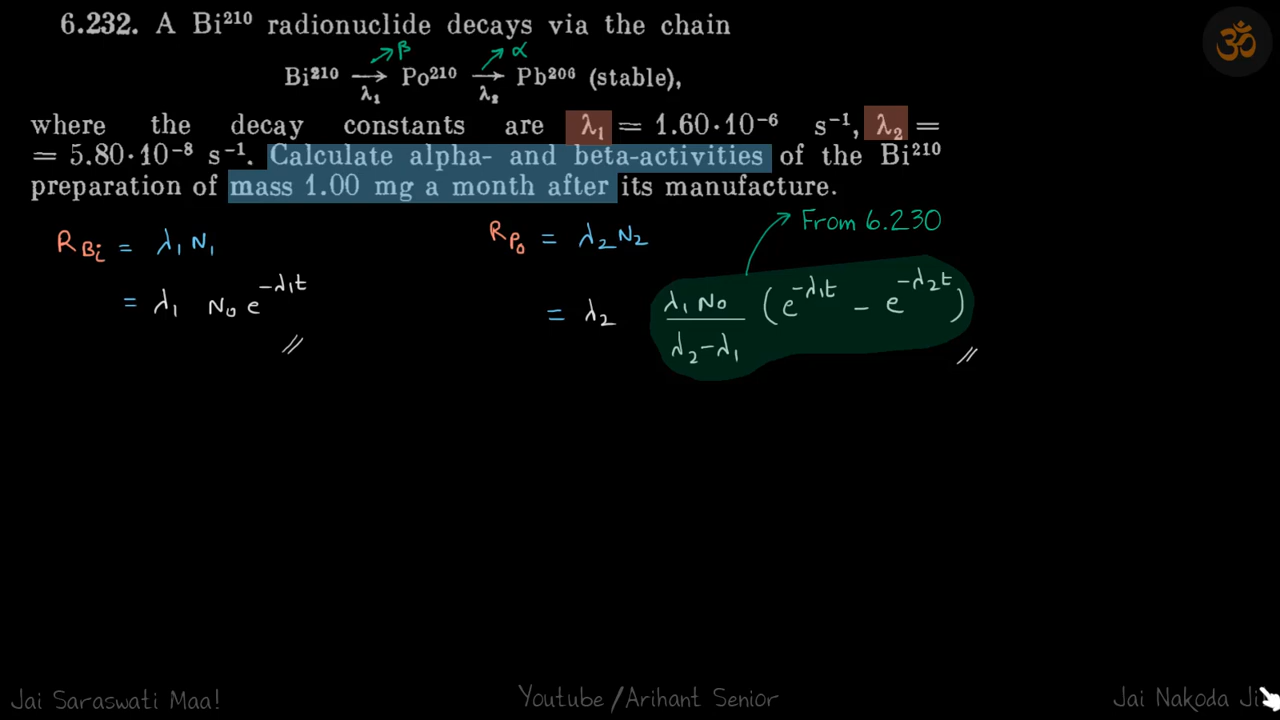 6.232. A Bi²¹⁰ radionuclide decays via the chain
β α
Bi²¹⁰ → Po²¹⁰ → Pb²⁰⁶ (stable),
λ₁ λ₂
where the decay constants are λ₁ = 1.60·10⁻⁶ s⁻¹, λ₂ =
= 5.80·10⁻⁸ s⁻¹. Calculate alpha- and beta-activities of the Bi²¹⁰
preparation of mass 1.00 mg a month after its manufacture.
From 6.230
R_Bi = λ₁ N₁
R_Po = λ₂N₂
= λ₁ N₀ e^(-λ₁t)
= λ₂ (λ₁ N₀)/(λ₂-λ₁) (e^(-λ₁t) - e^(-λ₂t))
Jai Saraswati Maa!
Youtube /Arihant Senior
Jai Nakoda Ji
ॐ